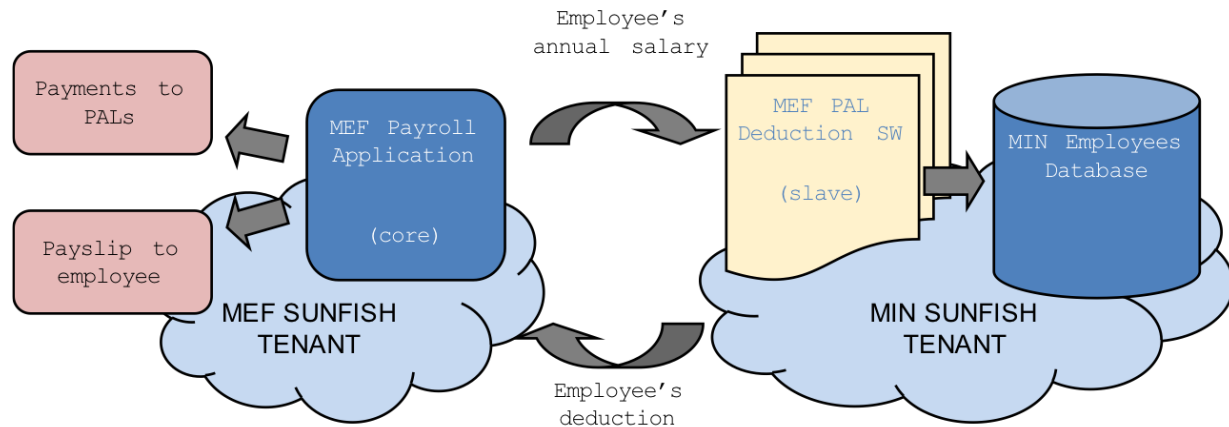 Employee's
annual salary
Payments to
PALs
MEF Payroll
Application
(core)
MEF PAL
Deduction SW
(slave)
MIN Employees
Database
Payslip to
employee
MEF SUNFISH
TENANT
MIN SUNFISH
TENANT
Employee's
deduction